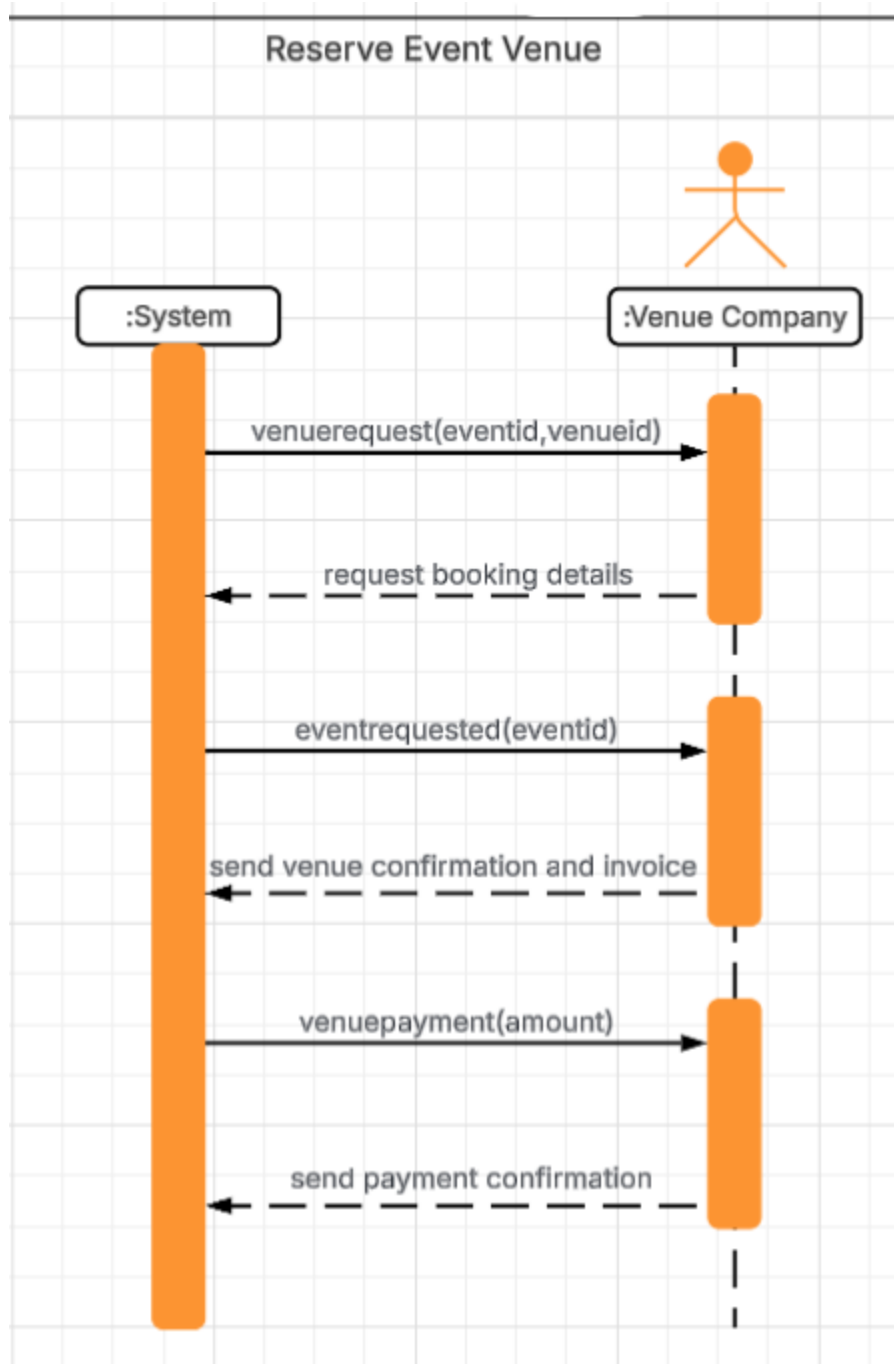 Reserve Event Venue
:System
:Venue Company
venuerequest(eventid,venueid)
request booking details
eventrequested(eventid)
send venue confirmation and invoice
venuepayment(amount)
send payment confirmation